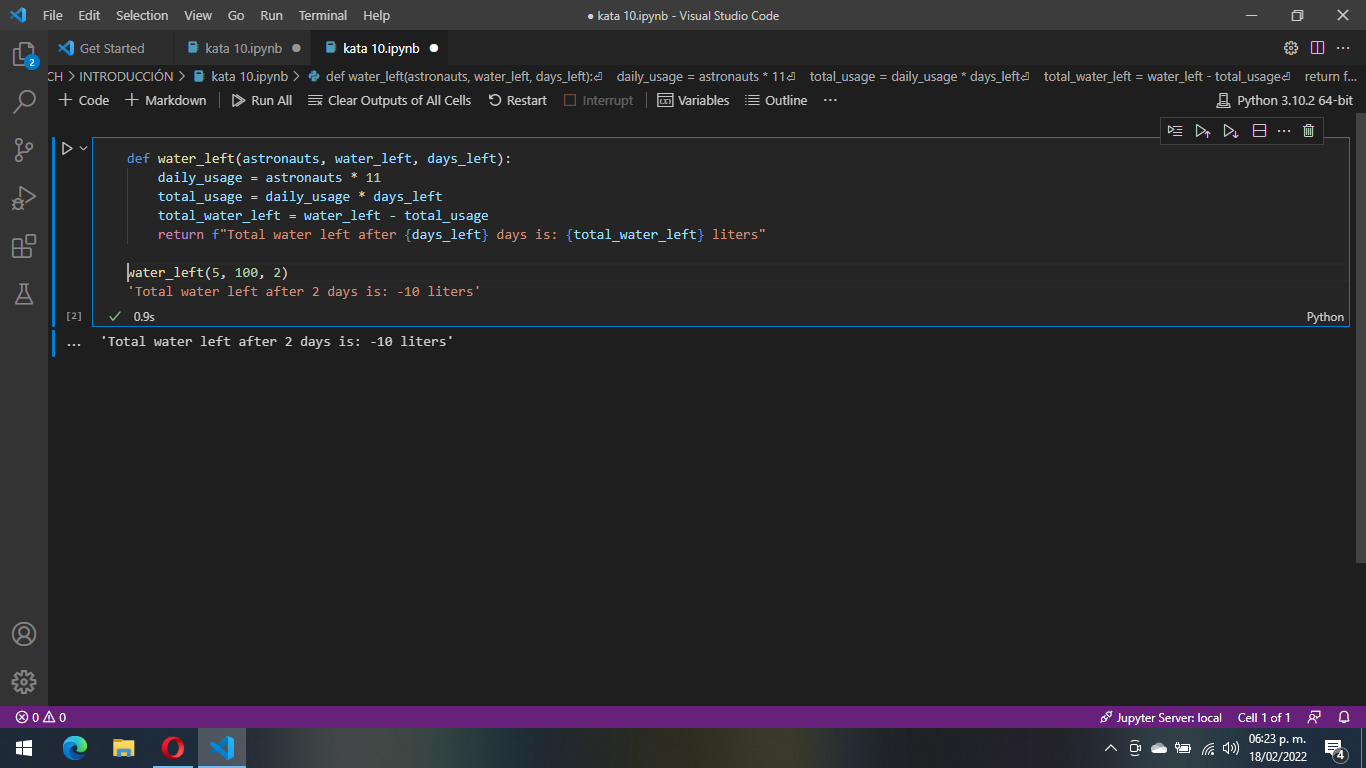 File Edit Selection View Go Run Terminal Help ● kata 10.ipynb - Visual Studio Code
Get Started kata 10.ipynb kata 10.ipynb
CH > INTRODUCCIÓN > kata 10.ipynb > def water_left(astronauts, water_left, days_left):⏎ daily_usage = astronauts * 11⏎ total_usage = daily_usage * days_left⏎ total_water_left = water_left - total_usage⏎ return f...
+ Code + Markdown Run All Clear Outputs of All Cells Restart Interrupt Variables Outline ... Python 3.10.2 64-bit
def water_left(astronauts, water_left, days_left):
    daily_usage = astronauts * 11
    total_usage = daily_usage * days_left
    total_water_left = water_left - total_usage
    return f"Total water left after {days_left} days is: {total_water_left} liters"
water_left(5, 100, 2)
'Total water left after 2 days is: -10 liters'
[2] 0.9s Python
... 'Total water left after 2 days is: -10 liters'
2
0 0 Jupyter Server: local Cell 1 of 1
06:23 p. m.
18/02/2022
4